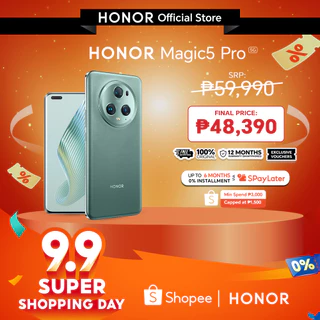 HONOR Official Store
HONOR Magic5 Pro 5G
SRP:
₱59,990
FINAL PRICE:
₱48,390
100%
12 MONTHS
EXCLUSIVE
VOUCHERS
UP TO 6 MONTHS
0% INSTALLMENT
SPayLater
Min Spend ₱3,000
Capped at ₱1,500
HONOR
9.9
SUPER
SHOPPING DAY
Shopee | HONOR
%
%
0%